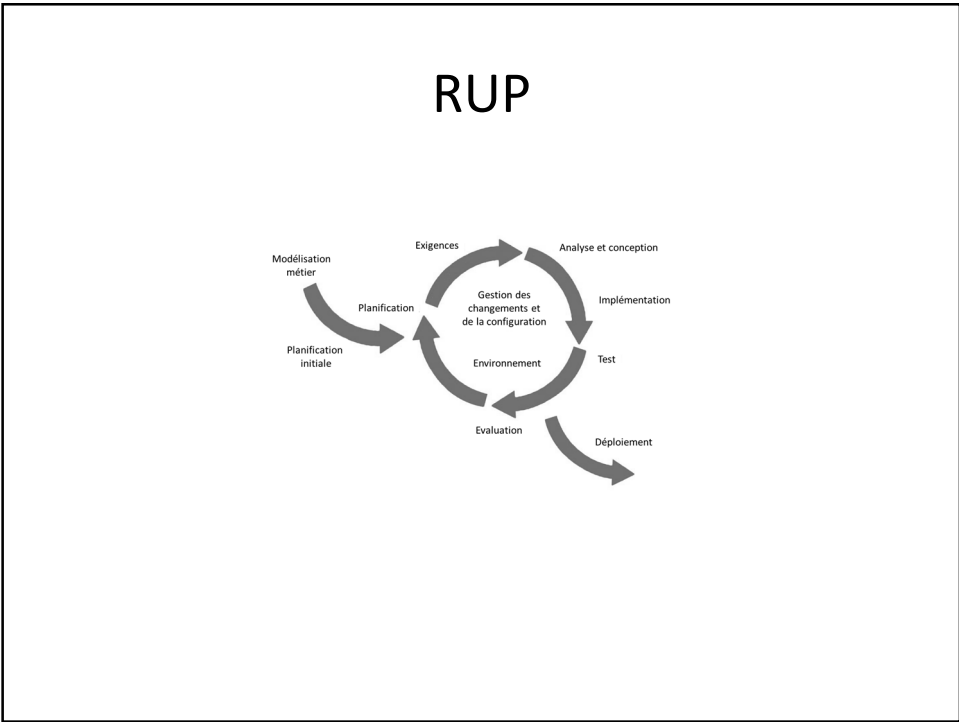 RUP
Exigences
Analyse et conception
Modélisation
métier
Gestion des
changements et
de la configuration
Implémentation
Planification
Planification
initiale
Environnement
Test
Evaluation
Déploiement